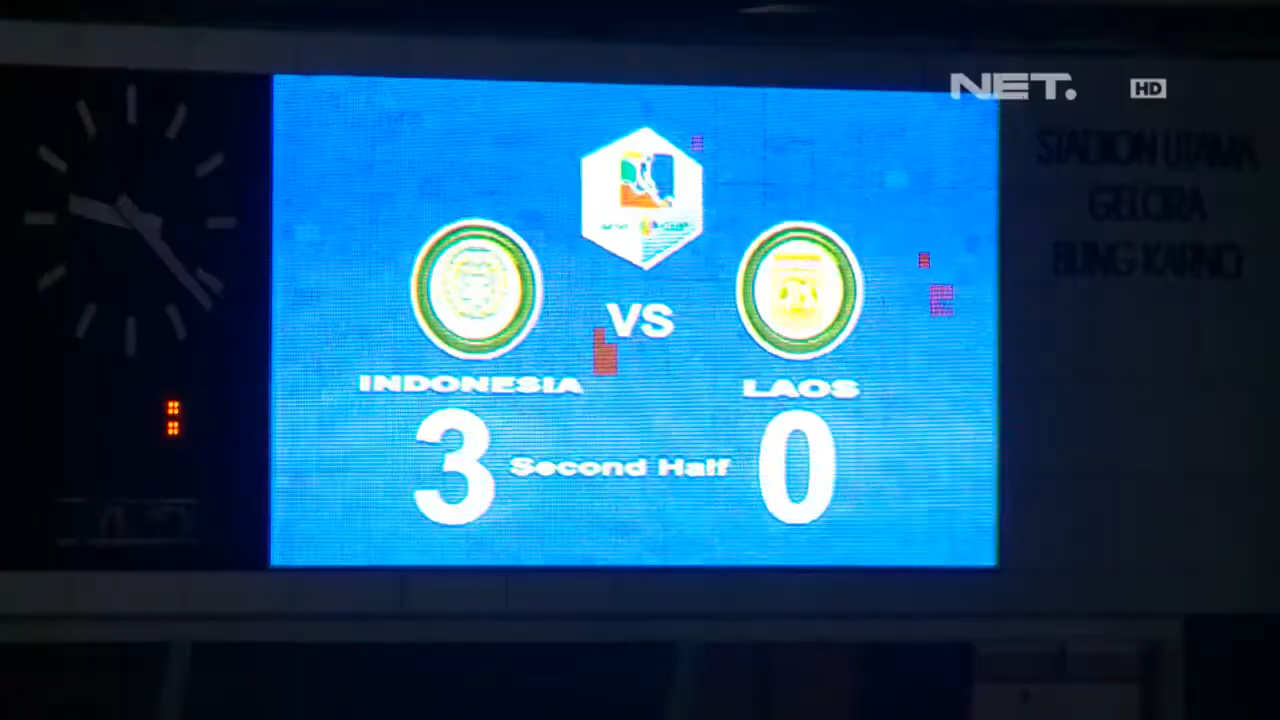 NET. HD
STADION UTAMA
GELORA
BUNG KARNO
VS
INDONESIA LAOS
3 Second Half 0